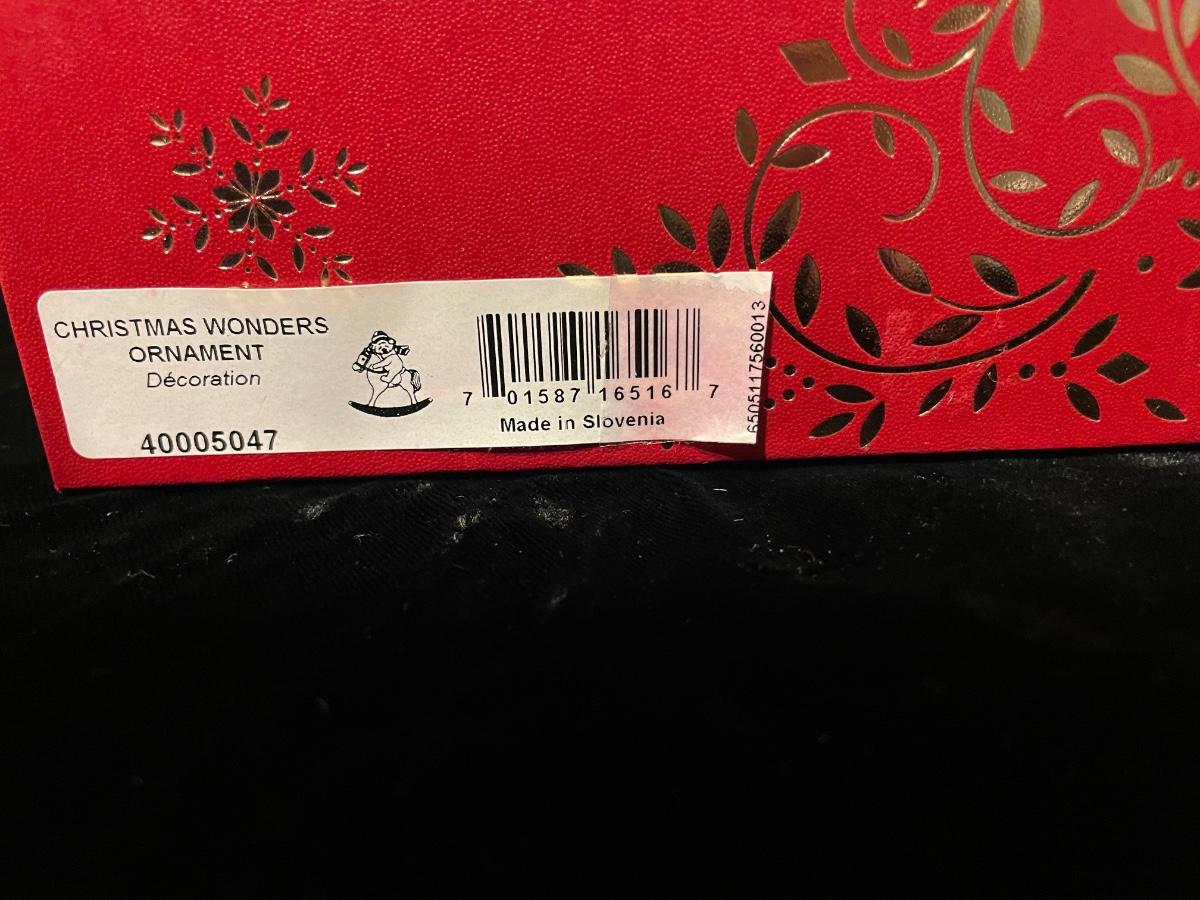 CHRISTMAS WONDERS
ORNAMENT
Décoration
40005047
7 01587 16516 7
Made in Slovenia
6505117560013